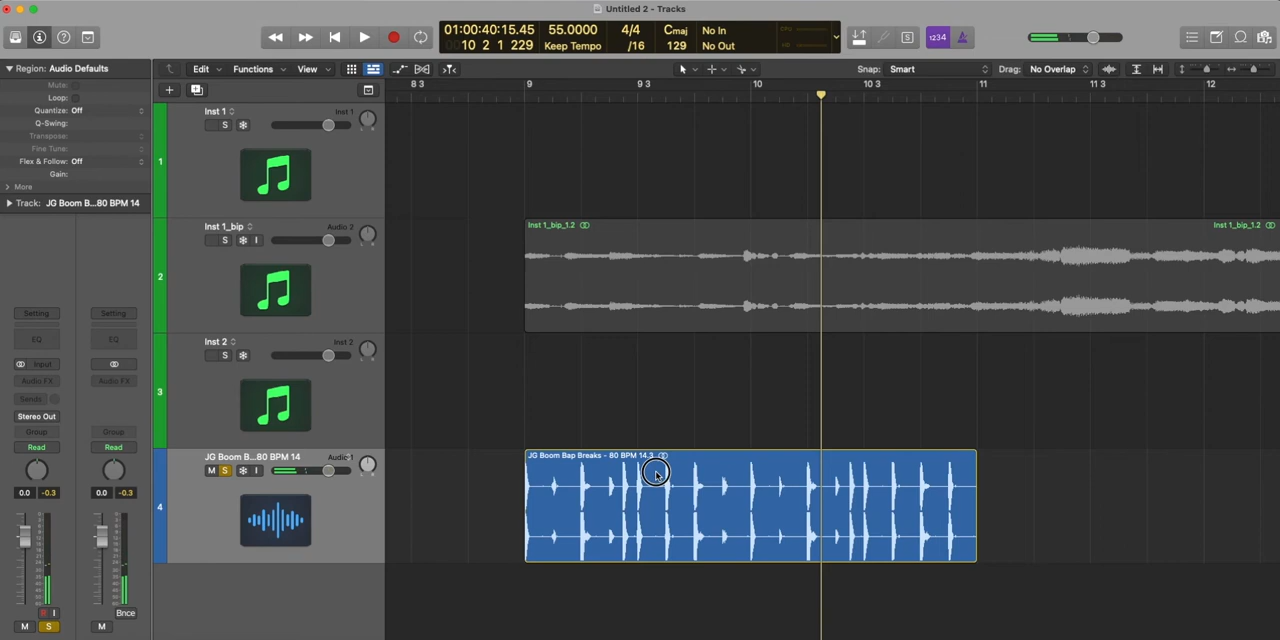 Untitled 2 - Tracks
01:00:40:15.45
10 2 1 229
55.0000
Keep Tempo
4/4
/16
Cmaj
129
No In
No Out
CPU
HD
S
1234
Region: Audio Defaults
Edit
Functions
View
Snap: Smart
Drag: No Overlap
Mute:
Loop:
Quantize: Off
Q-Swing:
Transpose:
Fine Tune:
Flex & Follow: Off
Gain:
More
Track: JG Boom B...80 BPM 14
8 3
9
9 3
10
10 3
11
11 3
12
1
Inst 1
Inst 1
S
2
Inst 1_bip
Audio 2
S
I
Inst 1_bip_1.2
Inst 1_bip_1.2
3
Inst 2
Inst 2
S
4
JG Boom B...80 BPM 14
Audio 1
M
S
I
JG Boom Bap Breaks - 80 BPM 14.3
Setting
Setting
EQ
EQ
Input
Audio FX
Audio FX
Sends
Stereo Out
Group
Group
Read
Read
0.0
-0.3
0.0
-0.3
I
Bnce
M
S
M